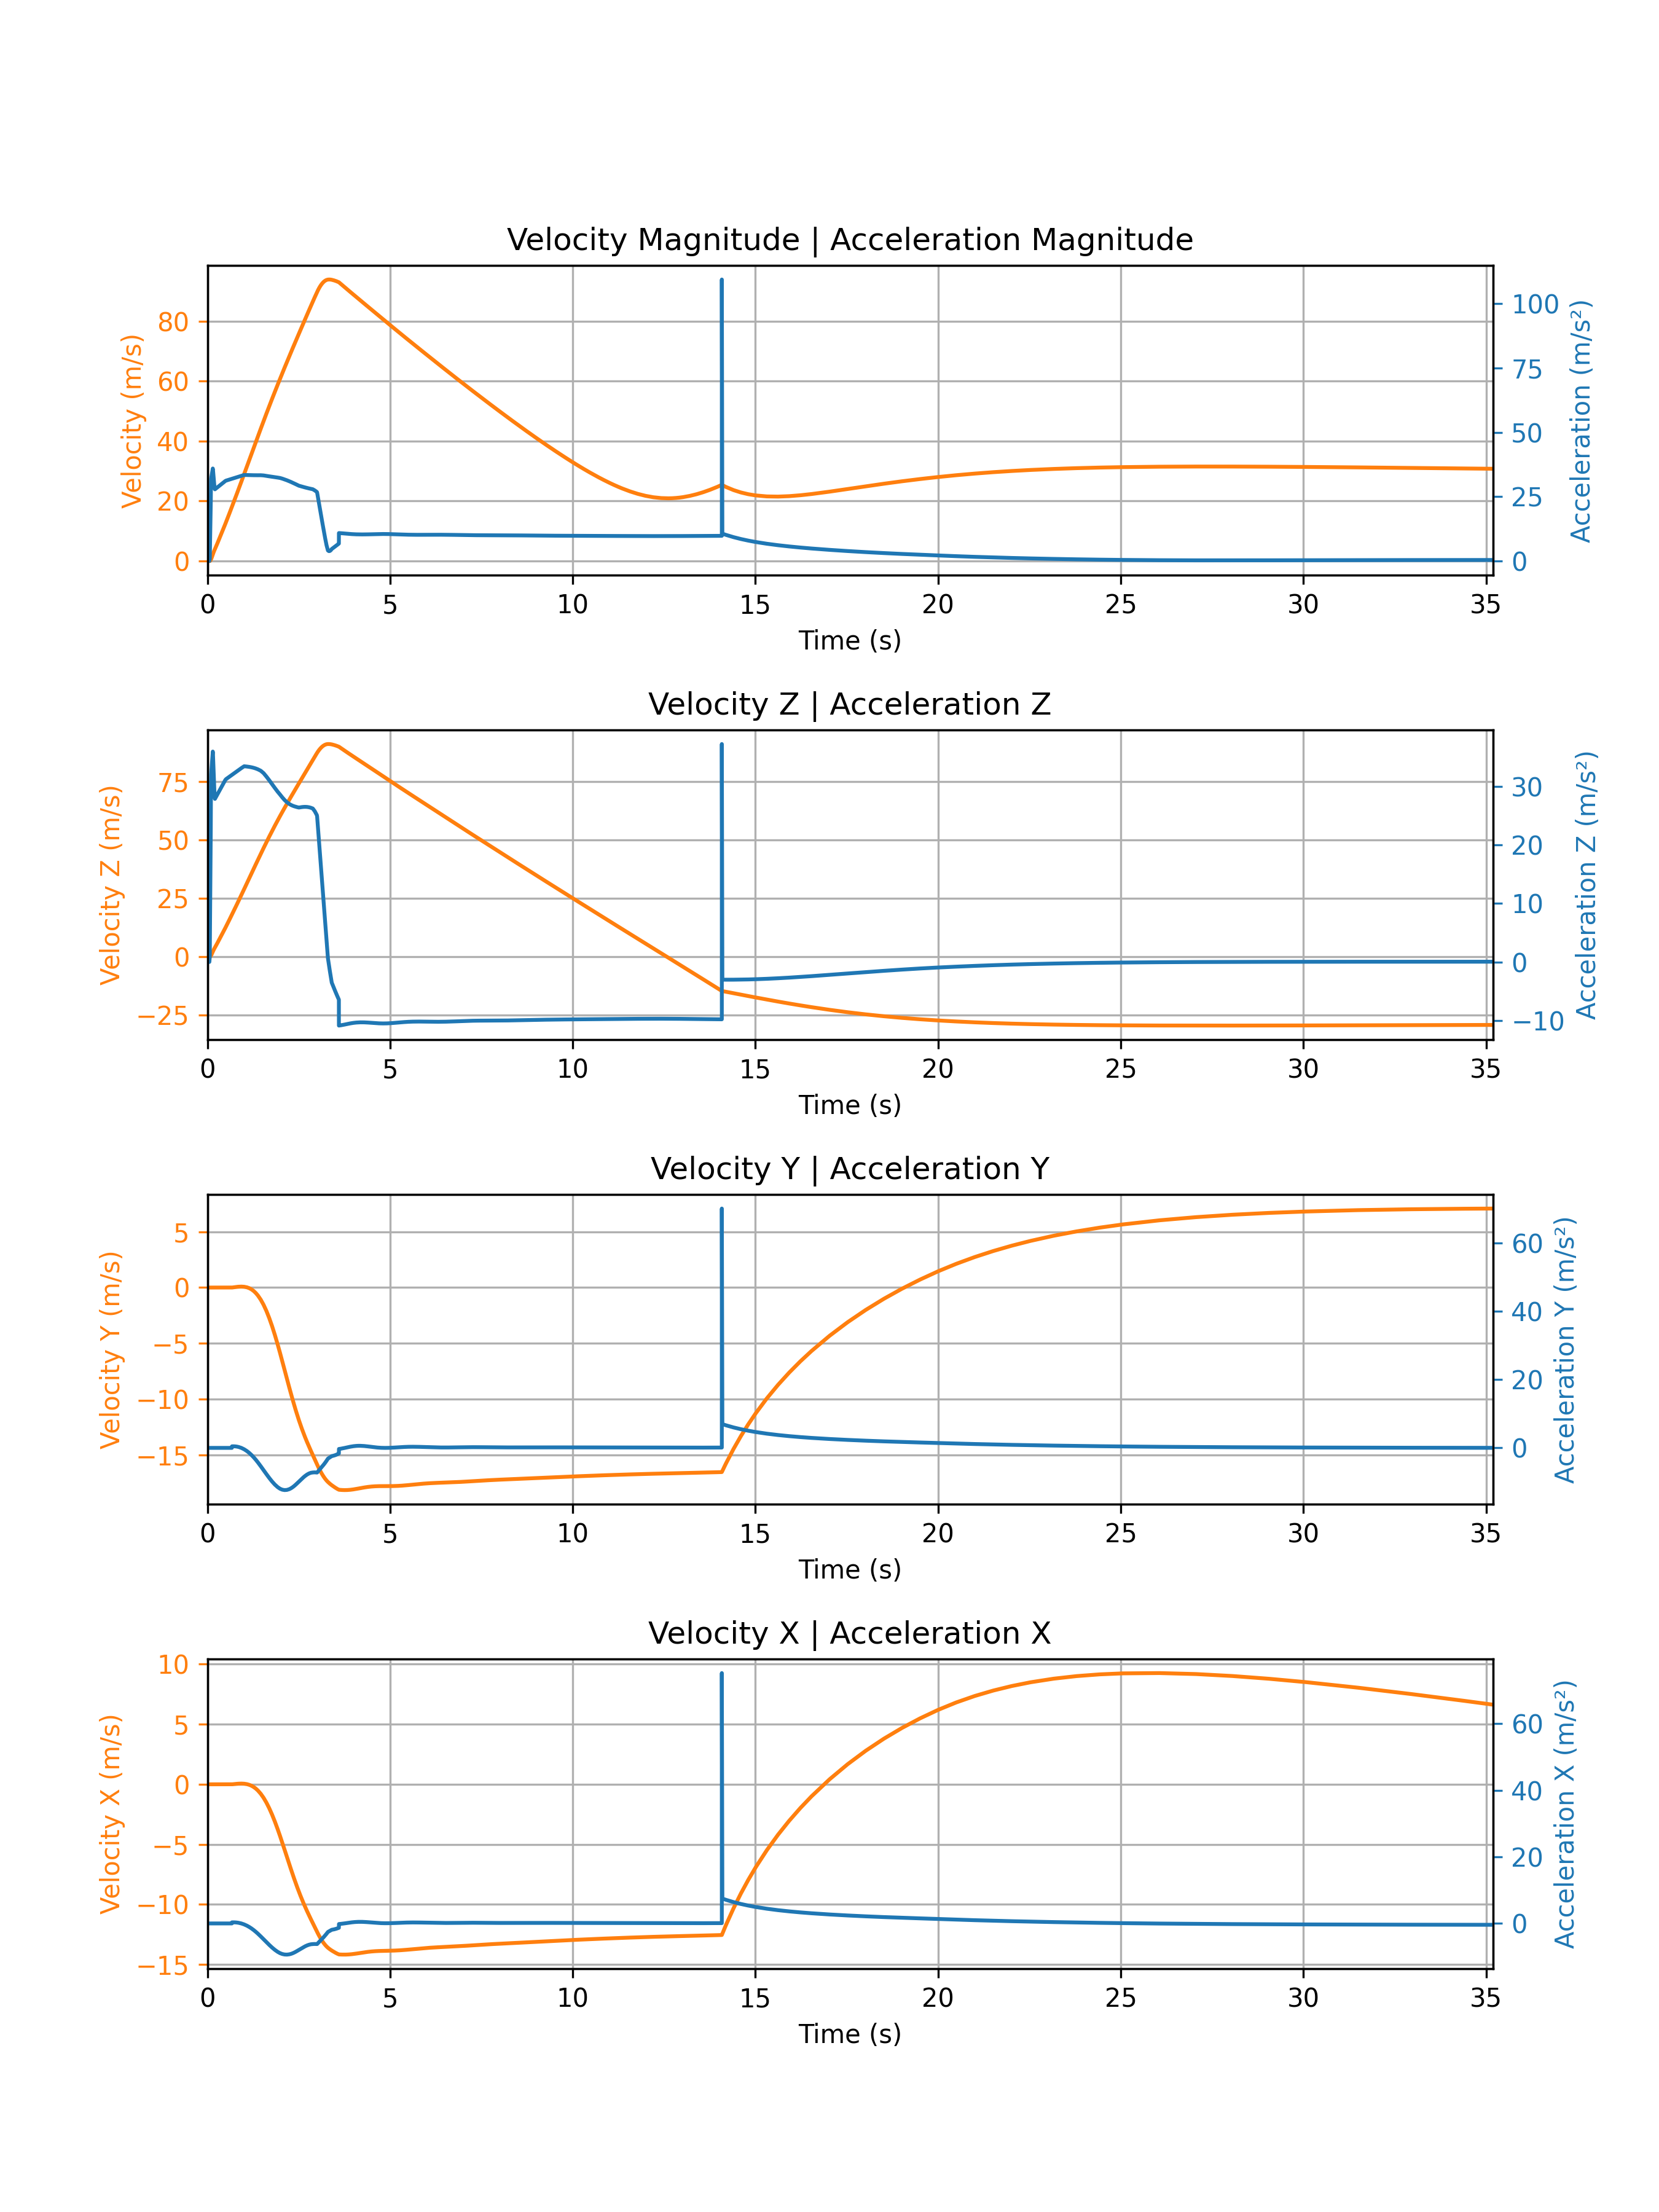 Velocity Magnitude | Acceleration Magnitude
Velocity (m/s)
80
60
40
20
0
Acceleration (m/s²)
100
75
50
25
0
0 5 10 15 20 25 30 35
Time (s)
Velocity Z | Acceleration Z
Velocity Z (m/s)
75
50
25
0
−25
Acceleration Z (m/s²)
30
20
10
0
−10
0 5 10 15 20 25 30 35
Time (s)
Velocity Y | Acceleration Y
Velocity Y (m/s)
5
0
−5
−10
−15
Acceleration Y (m/s²)
60
40
20
0
0 5 10 15 20 25 30 35
Time (s)
Velocity X | Acceleration X
Velocity X (m/s)
10
5
0
−5
−10
−15
Acceleration X (m/s²)
60
40
20
0
0 5 10 15 20 25 30 35
Time (s)